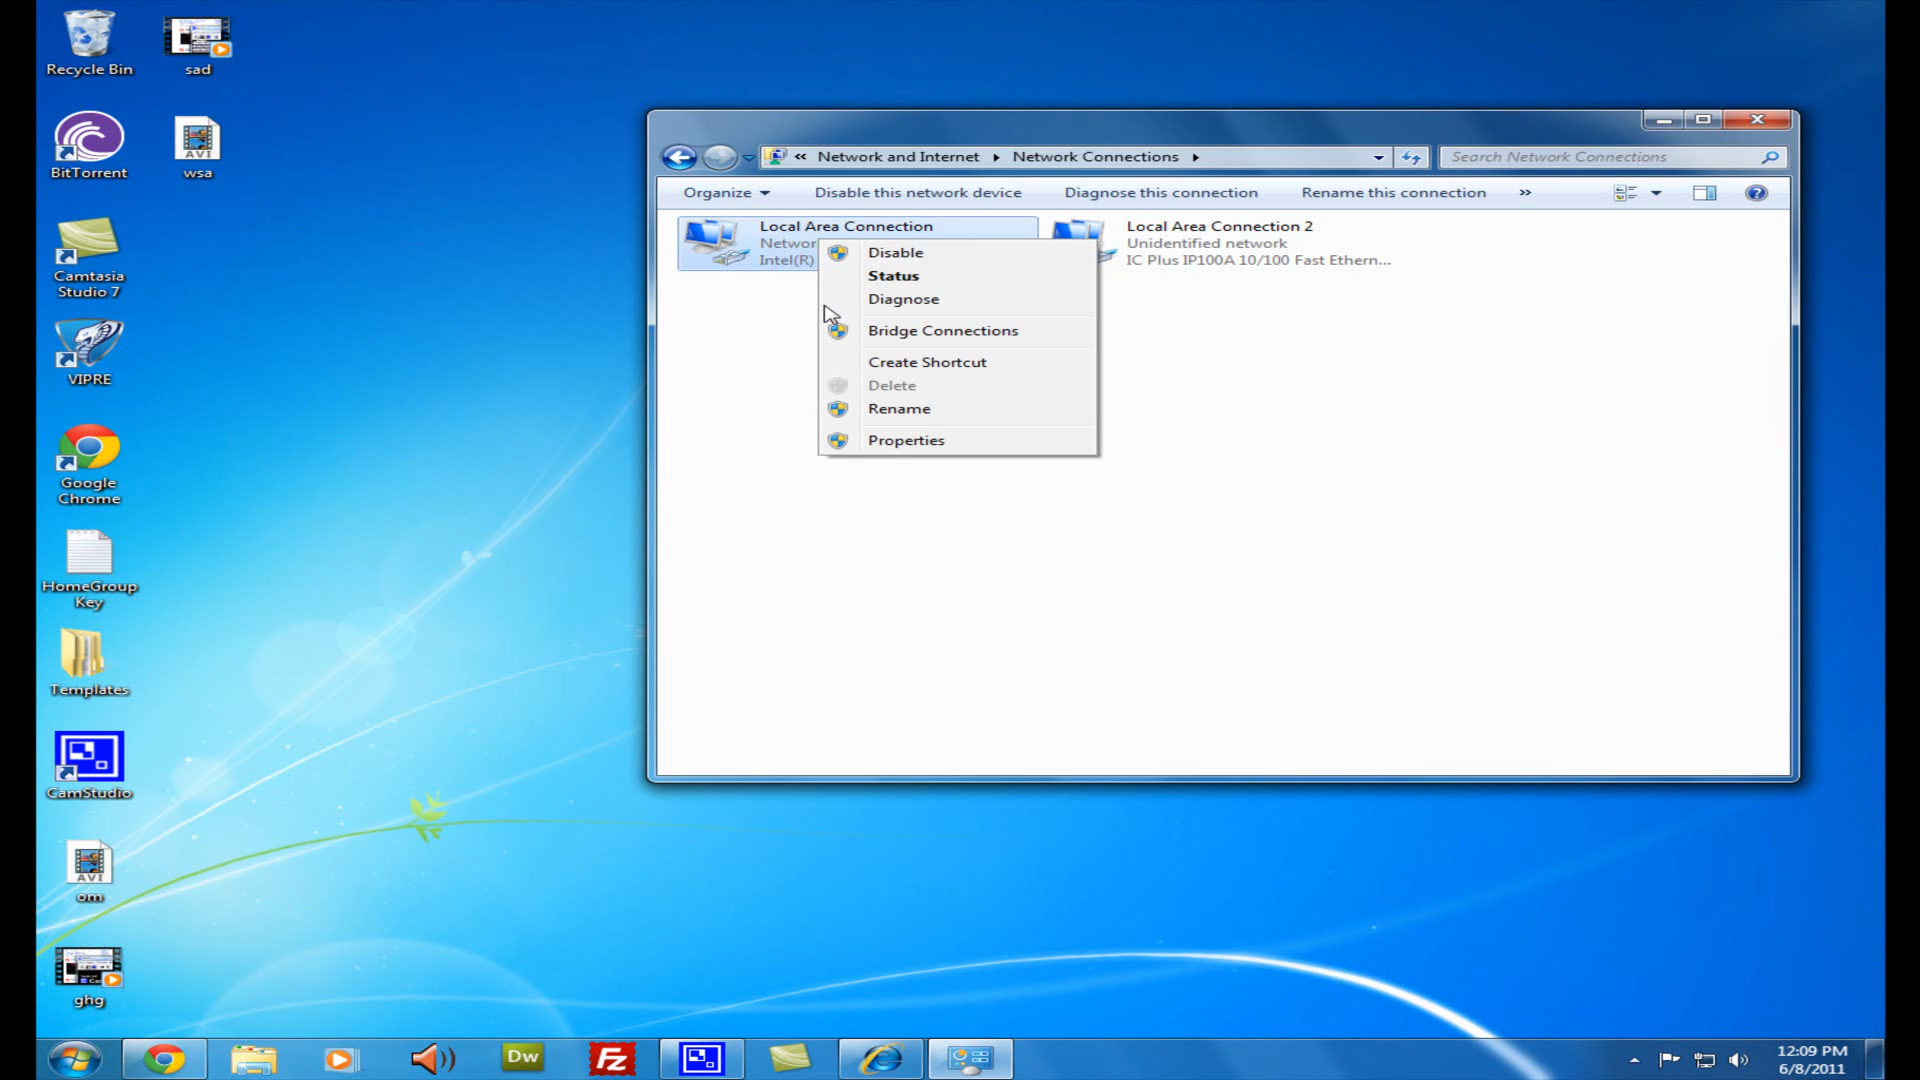 Recycle Bin
sad
BitTorrent
AVI
wsa
Camtasia
Studio 7
VIPRE
Google
Chrome
HomeGroup
Key
Templates
CamStudio
AVI
om
ghg
« Network and Internet ▸ Network Connections ▸
Search Network Connections
Organize
Disable this network device
Diagnose this connection
Rename this connection
»
Local Area Connection
Networ
Intel(R)
Local Area Connection 2
Unidentified network
IC Plus IP100A 10/100 Fast Ethern...
Disable
Status
Diagnose
Bridge Connections
Create Shortcut
Delete
Rename
Properties
Dw
Fz
12:09 PM
6/8/2011